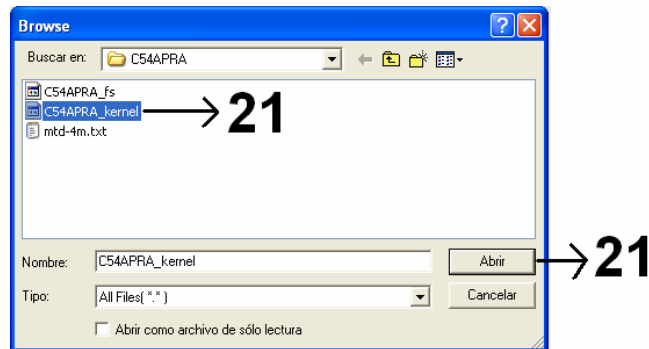 Browse
Buscar en: C54APRA
C54APRA_fs
C54APRA_kernel 21
mtd-4m.txt
Nombre: C54APRA_kernel Abrir 21
Tipo: All Files( *.* ) Cancelar
Abrir como archivo de sólo lectura